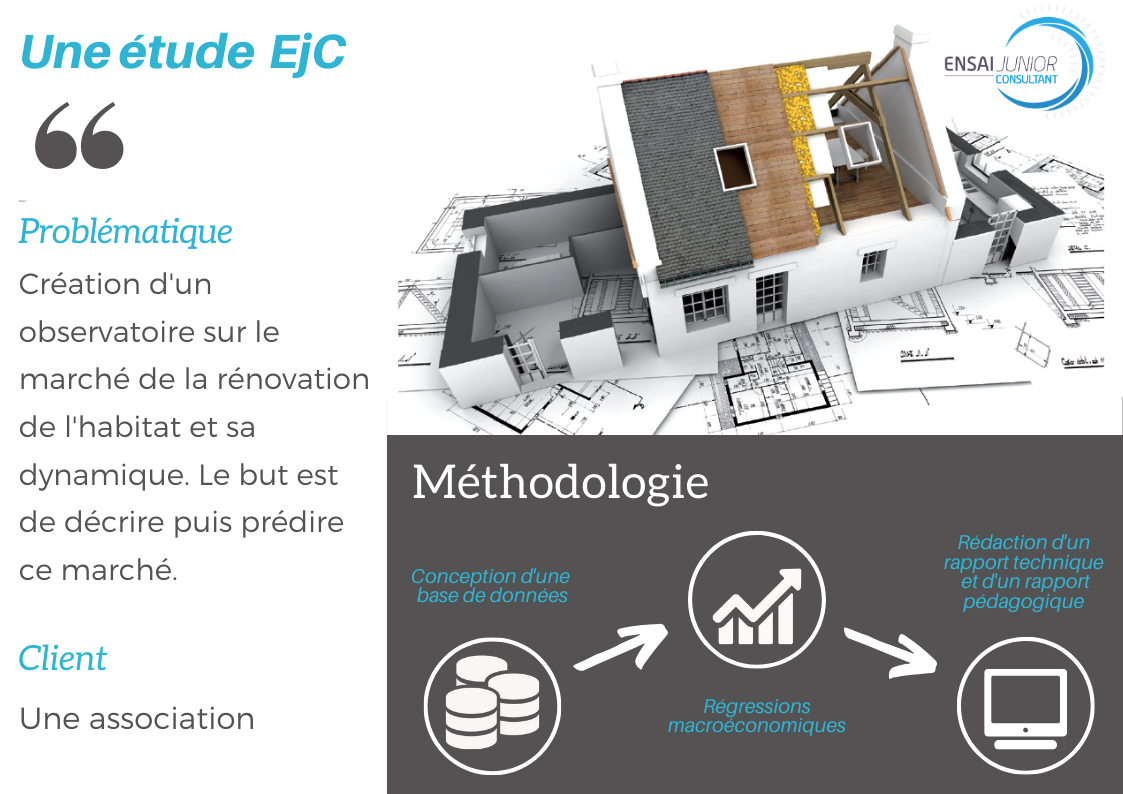 Une étude EjC
ENSAI JUNIOR
CONSULTANT
Problématique
Création d'un
observatoire sur le
marché de la rénovation
de l'habitat et sa
dynamique. Le but est
de décrire puis prédire
ce marché.
Client
Une association
Méthodologie
Conception d'une
base de données
Régressions
macroéconomiques
Rédaction d'un
rapport technique
et d'un rapport
pédagogique